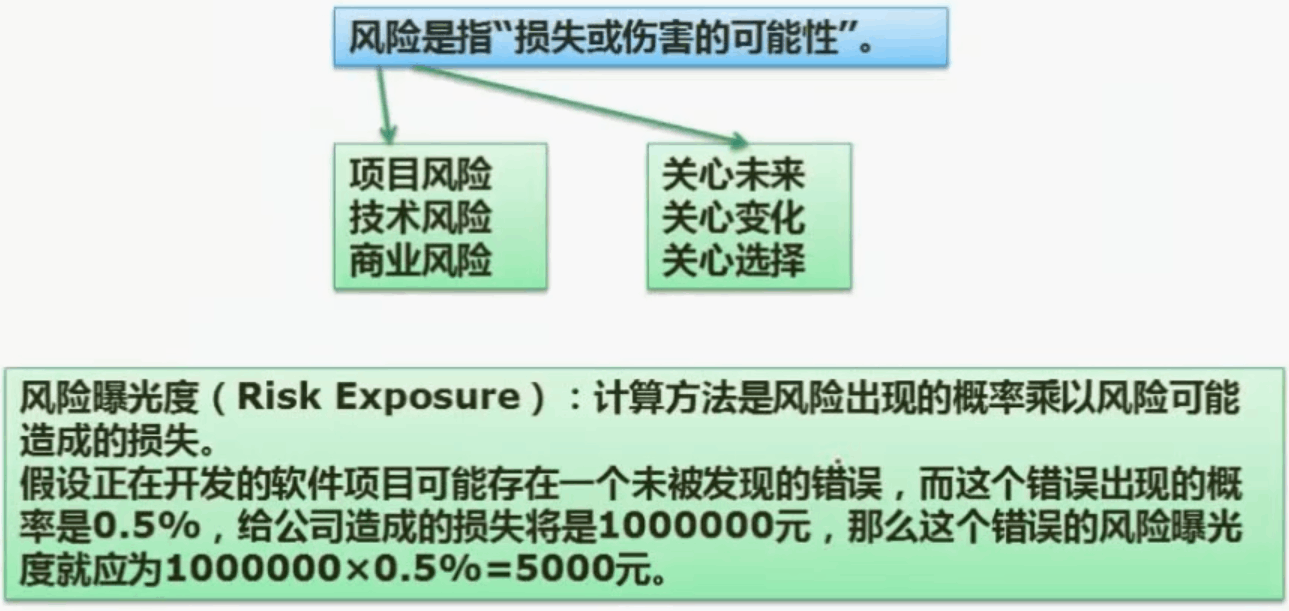 风险是指“损失或伤害的可能性”。
项目风险
技术风险
商业风险
关心未来
关心变化
关心选择
风险曝光度（Risk Exposure）：计算方法是风险出现的概率乘以风险可能
造成的损失。
假设正在开发的软件项目可能存在一个未被发现的错误，而这个错误出现的概
率是0.5%，给公司造成的损失将是1000000元，那么这个错误的风险曝光
度就应为1000000×0.5%=5000元。